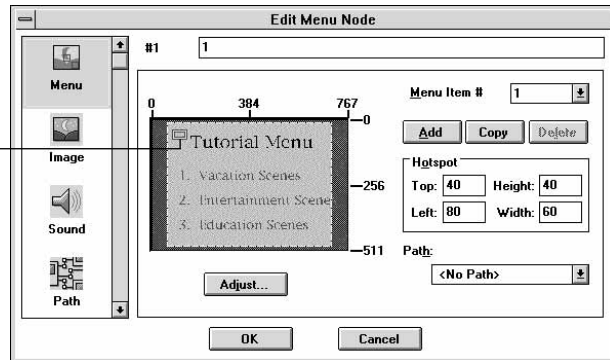 Edit Menu Node
Menu
Image
Sound
Path
#1 1
0 384 767
0
256
511
Tutorial Menu
1. Vacation Scenes
2. Entertainment Scene
3. Education Scenes
Adjust...
Menu Item # 1
Add Copy Delete
Hotspot
Top: 40 Height: 40
Left: 80 Width: 60
Path:
<No Path>
OK Cancel